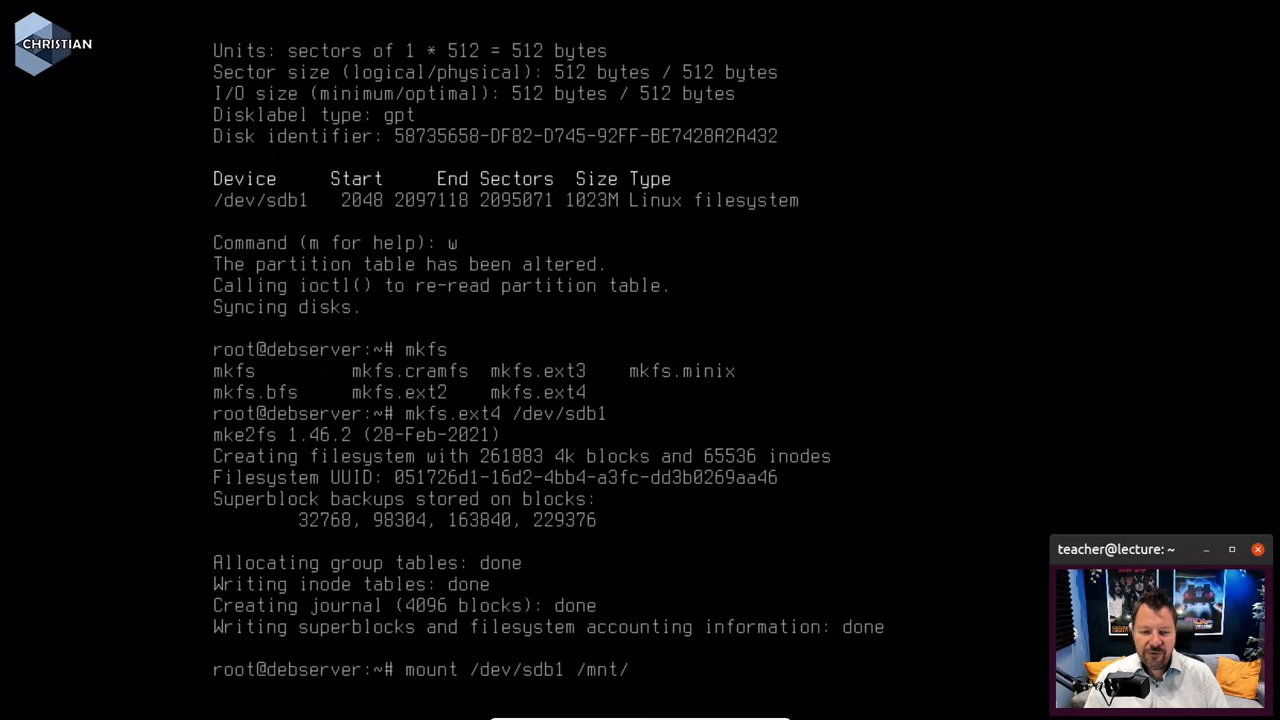 CHRISTIAN
Units: sectors of 1 * 512 = 512 bytes
Sector size (logical/physical): 512 bytes / 512 bytes
I/O size (minimum/optimal): 512 bytes / 512 bytes
Disklabel type: gpt
Disk identifier: 58735658-DF82-D745-92FF-BE7428A2A432
Device Start End Sectors Size Type
/dev/sdb1 2048 2097118 2095071 1023M Linux filesystem
Command (m for help): w
The partition table has been altered.
Calling ioctl() to re-read partition table.
Syncing disks.
root@debserver:~# mkfs
mkfs mkfs.cramfs mkfs.ext3 mkfs.minix
mkfs.bfs mkfs.ext2 mkfs.ext4
root@debserver:~# mkfs.ext4 /dev/sdb1
mke2fs 1.46.2 (28-Feb-2021)
Creating filesystem with 261883 4k blocks and 65536 inodes
Filesystem UUID: 051726d1-16d2-4bb4-a3fc-dd3b0269aa46
Superblock backups stored on blocks:
32768, 98304, 163840, 229376
Allocating group tables: done
Writing inode tables: done
Creating journal (4096 blocks): done
Writing superblocks and filesystem accounting information: done
root@debserver:~# mount /dev/sdb1 /mnt/
teacher@lecture: ~